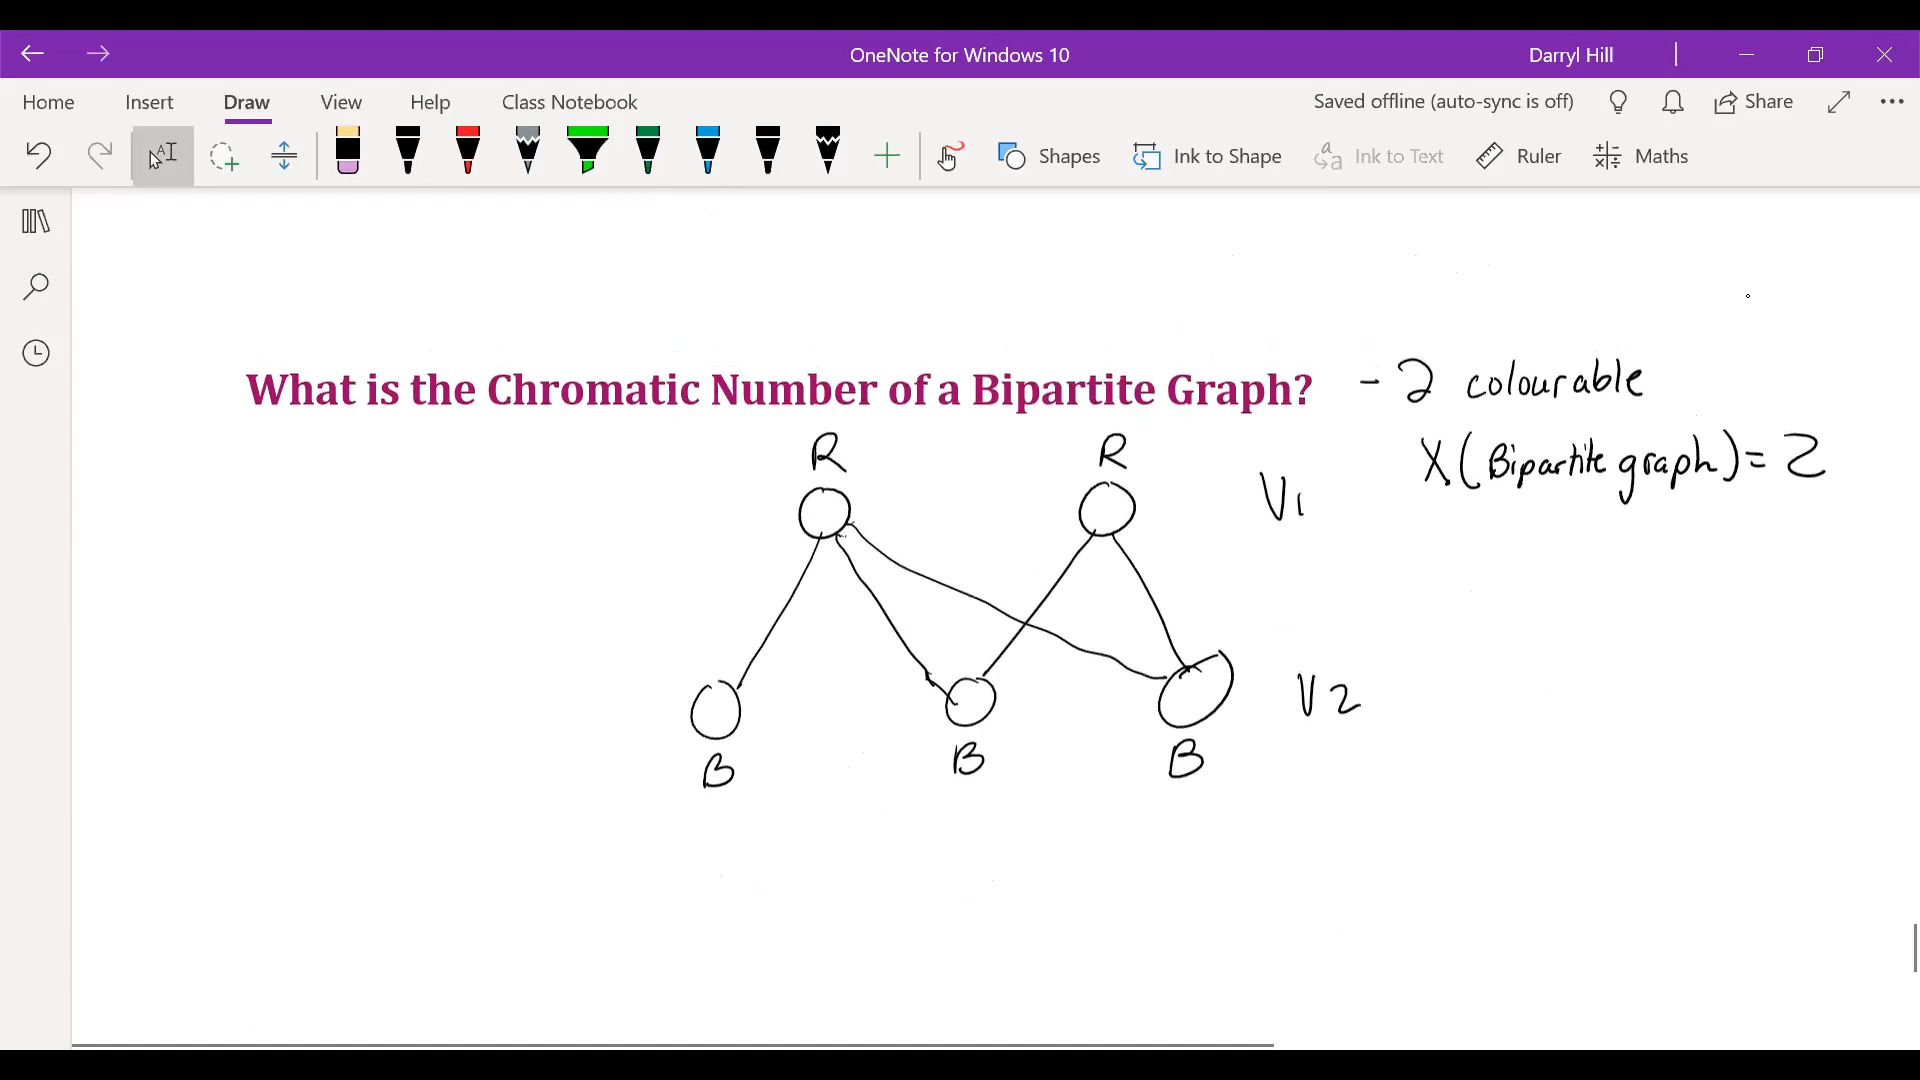 OneNote for Windows 10
Darryl Hill
Home Insert Draw View Help Class Notebook
Saved offline (auto-sync is off) Share
Shapes Ink to Shape Ink to Text Ruler Maths
What is the Chromatic Number of a Bipartite Graph? - 2 colourable
X(Bipartite graph) = 2
R R
V1
V2
B B B